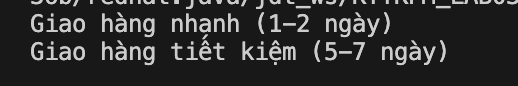 Giao hàng nhanh (1-2 ngày)
Giao hàng tiết kiệm (5-7 ngày)